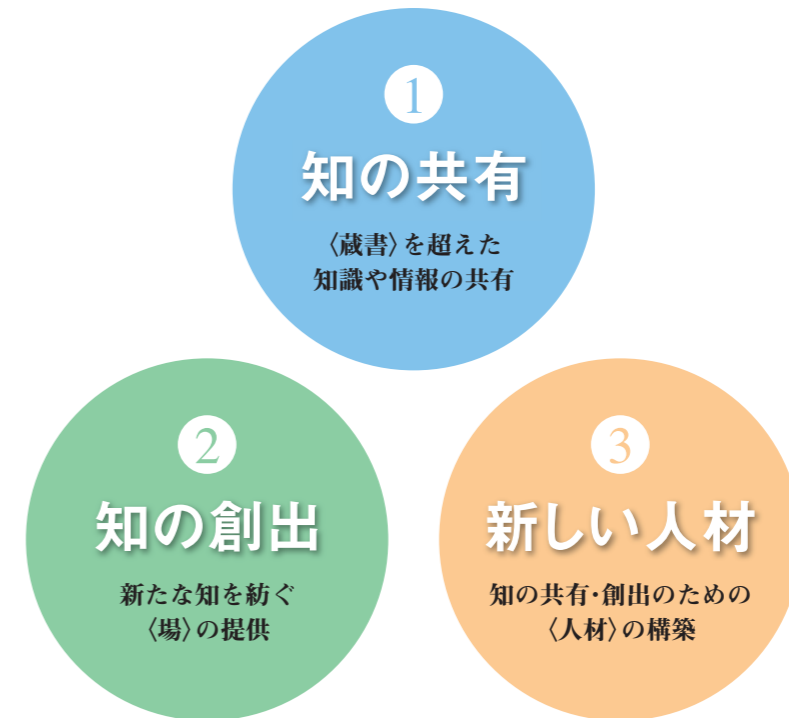 1
知の共有
〈蔵書〉を超えた
知識や情報の共有
2
知の創出
新たな知を紡ぐ
〈場〉の提供
3
新しい人材
知の共有・創出のための
〈人材〉の構築